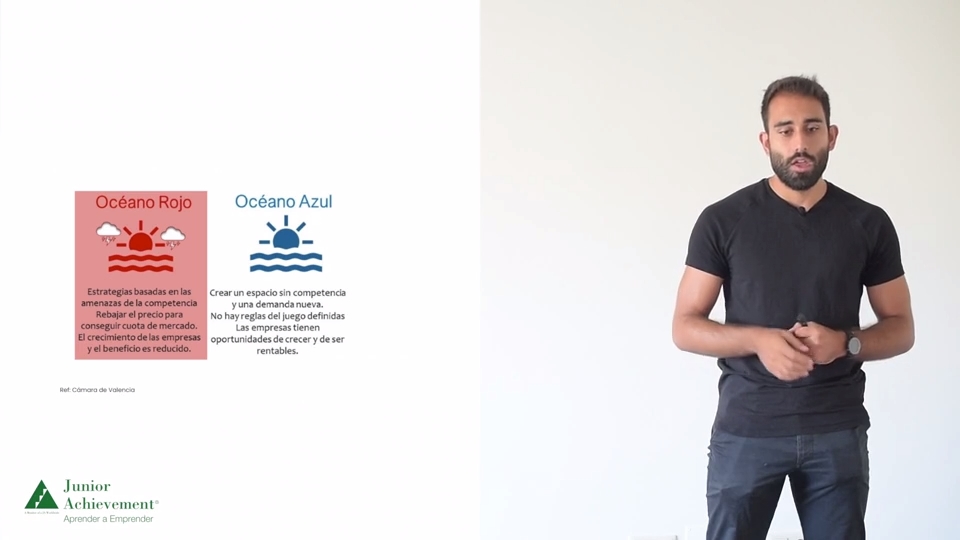 Océano Rojo
Estrategias basadas en las
amenazas de la competencia
Rebajar el precio para
conseguir cuota de mercado.
El crecimiento de las empresas
y el beneficio es reducido.
Océano Azul
Crear un espacio sin competencia
y una demanda nueva.
No hay reglas del juego definidas
Las empresas tienen
oportunidades de crecer y de ser
rentables.
Ref: Cámara de Valencia
Junior
Achievement®
Aprender a Emprender